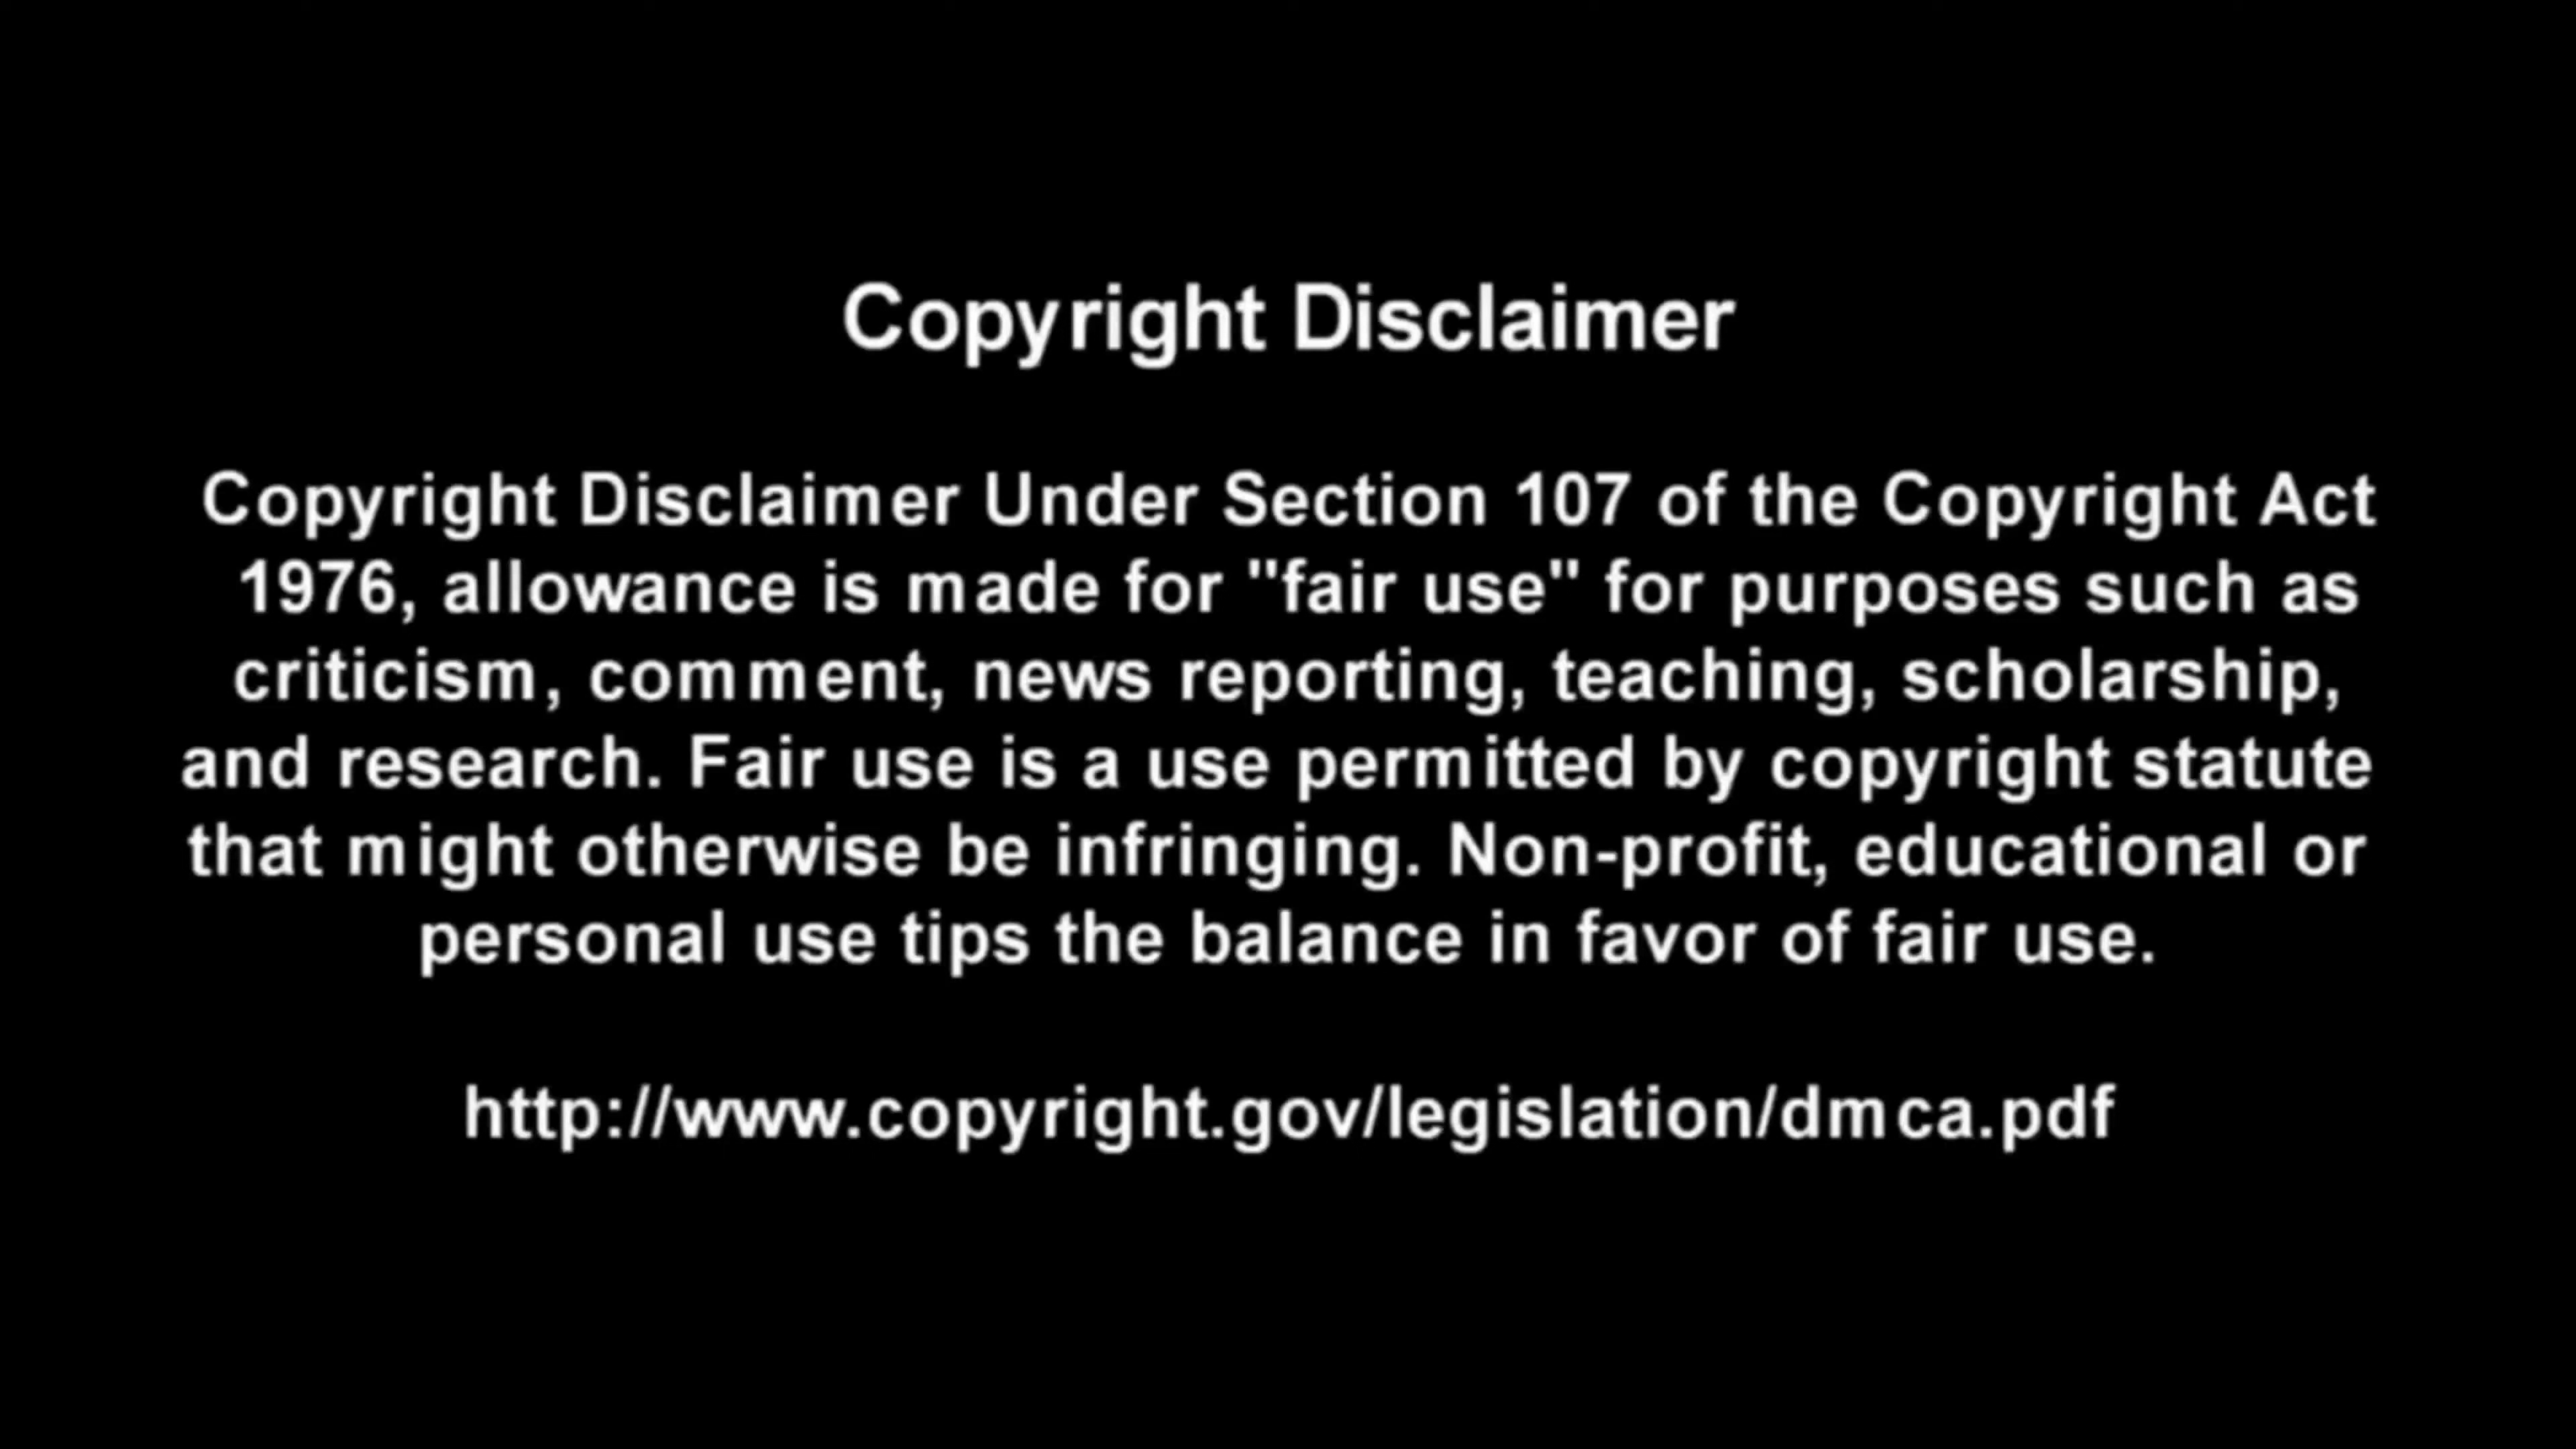 Copyright Disclaimer
Copyright Disclaimer Under Section 107 of the Copyright Act
1976, allowance is made for "fair use" for purposes such as
criticism, comment, news reporting, teaching, scholarship,
and research. Fair use is a use permitted by copyright statute
that might otherwise be infringing. Non-profit, educational or
personal use tips the balance in favor of fair use.
http://www.copyright.gov/legislation/dmca.pdf